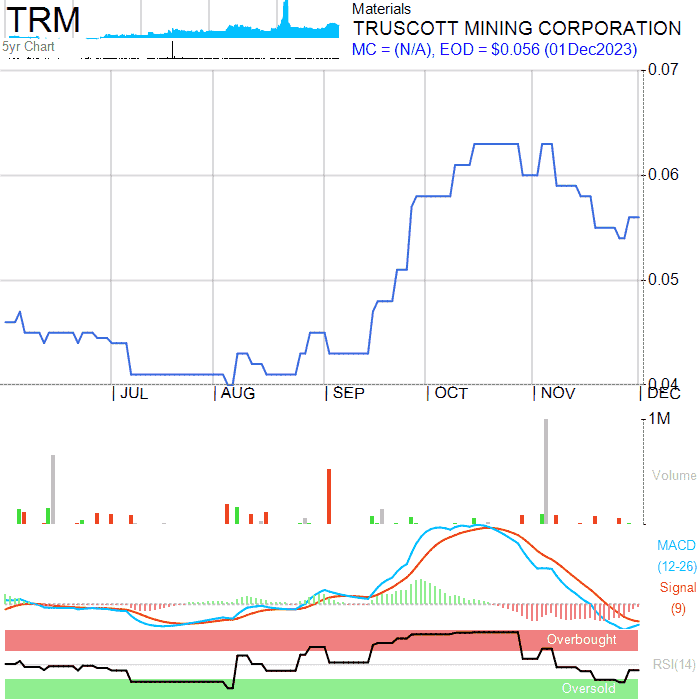 TRM
5yr Chart
Materials
TRUSCOTT MINING CORPORATION
MC = (N/A), EOD = $0.056 (01Dec2023)
0.07
0.06
0.05
0.04
JUL AUG SEP OCT NOV DEC
1M
Volume
MACD
(12-26)
Signal
(9)
Overbought
RSI(14)
Oversold